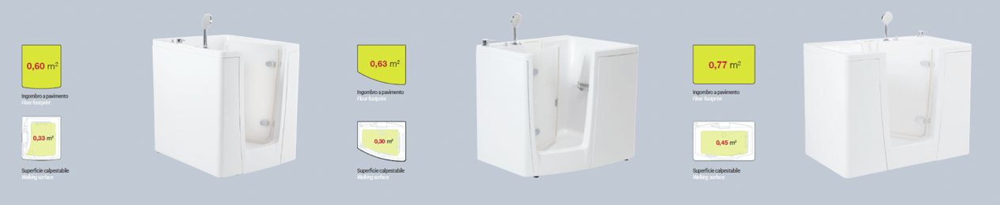 0,60 m²
Ingombro a pavimento
Floor footprint
0,33 m²
Superficie calpestabile
Walking surface
0,63 m²
Ingombro a pavimento
Floor footprint
0,30 m²
Superficie calpestabile
Walking surface
0,77 m²
Ingombro a pavimento
Floor footprint
0,45 m²
Superficie calpestabile
Walking surface